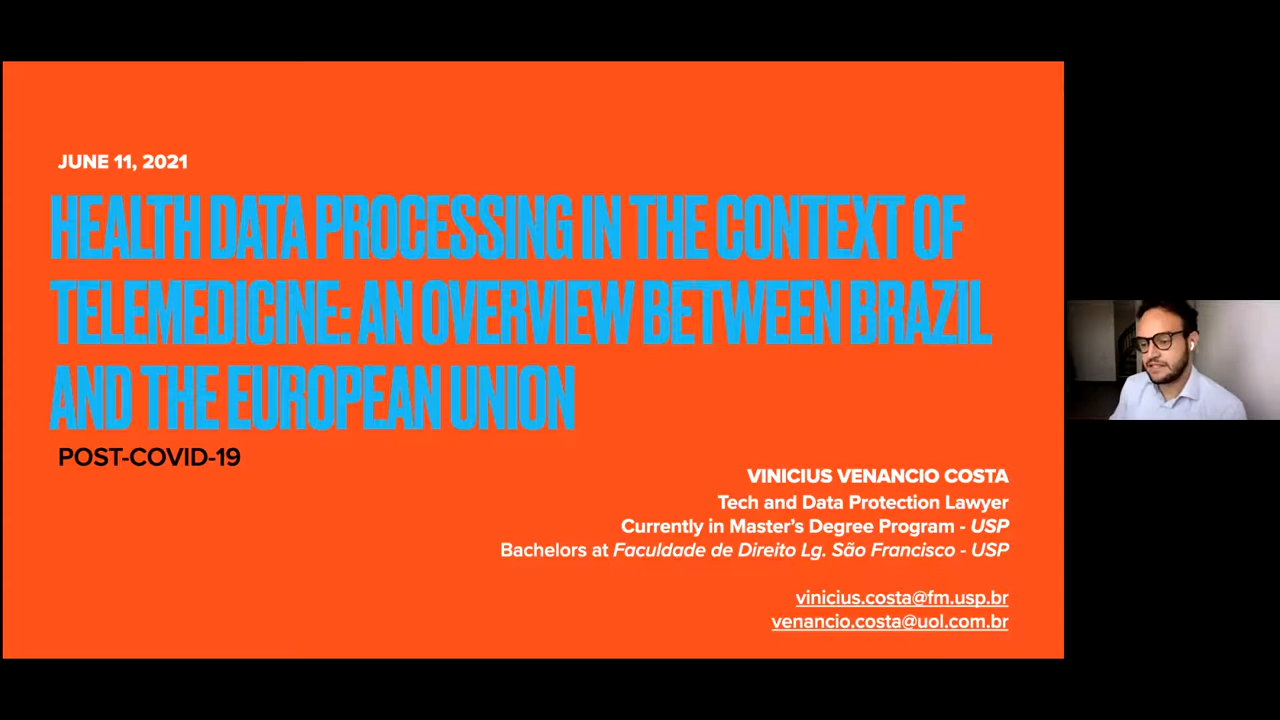 JUNE 11, 2021
HEALTH DATA PROCESSING IN THE CONTEXT OF
TELEMEDICINE: AN OVERVIEW BETWEEN BRAZIL
AND THE EUROPEAN UNION
POST-COVID-19
VINICIUS VENANCIO COSTA
Tech and Data Protection Lawyer
Currently in Master's Degree Program - USP
Bachelors at Faculdade de Direito Lg. São Francisco - USP
vinicius.costa@fm.usp.br
venancio.costa@uol.com.br